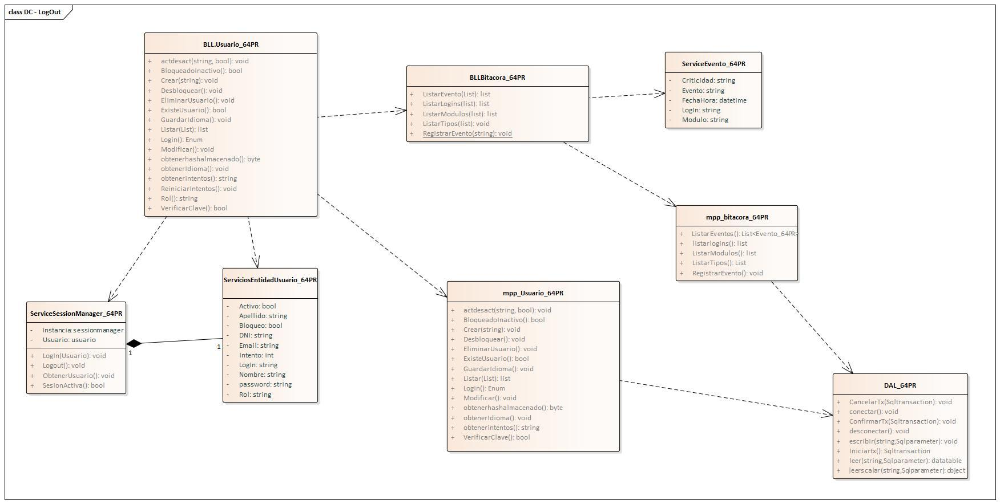 class DC - LogOut
BLL.Usuario_64PR
+ actdesact(string, bool): void
+ BloqueadoInactivo(): bool
+ Crear(string): void
+ Desbloquear(): void
+ EliminarUsuario(): void
+ ExisteUsuario(): bool
+ GuardarIdioma(): void
+ Listar(List): list
+ Login(): Enum
+ Modificar(): void
+ obtenerhashalmacenado(): byte
+ obtenerIdioma(): void
+ obtenerintentos(): string
+ ReiniciarIntentos(): void
+ Rol(): string
+ VerificarClave(): bool
BLLBitacora_64PR
+ ListarEvento(List): list
+ ListarLogins(list): list
+ ListarModulos(list): list
+ ListarTipos(list): void
+ RegistrarEvento(string): void
ServiceEvento_64PR
- Criticidad: string
- Evento: string
- FechaHora: datetime
- LogIn: string
- Modulo: string
mpp_bitacora_64PR
+ ListarEventos(): List<Evento_64PR>
+ listarlogins(): list
+ ListarModulos(): list
+ ListarTipos(): List
+ RegistrarEvento(): void
ServiceSessionManager_64PR
- Instancia: sessionmanager
- Usuario: usuario
+ LogIn(Usuario): void
+ Logout(): void
+ ObtenerUsuario(): void
+ SesionActiva(): bool
1
1
ServiciosEntidadUsuario_64PR
- Activo: bool
- Apellido: string
- Bloqueo: bool
- DNI: string
- Email: string
- Intento: int
- LogIn: string
- Nombre: string
- password: string
- Rol: string
mpp_Usuario_64PR
+ actdesact(string, bool): void
+ BloqueadoInactivo(): bool
+ Crear(string): void
+ Desbloquear(): void
+ EliminarUsuario(): void
+ ExisteUsuario(): bool
+ GuardarIdioma(): void
+ Listar(List): list
+ Login(): Enum
+ Modificar(): void
+ obtenerhashalmacenado(): byte
+ obtenerIdioma(): void
+ obtenerintentos(): string
+ VerificarClave(): bool
DAL_64PR
+ CancelarTx(Sqltransaction): void
+ conectar(): void
+ ConfirmarTx(Sqltransaction): void
+ desconectar(): void
+ escribir(string,Sqlparameter): void
+ Iniciartx(): Sqltransaction
+ leer(string,Sqlparameter): datatable
+ leerscalar(string,Sqlparameter): object